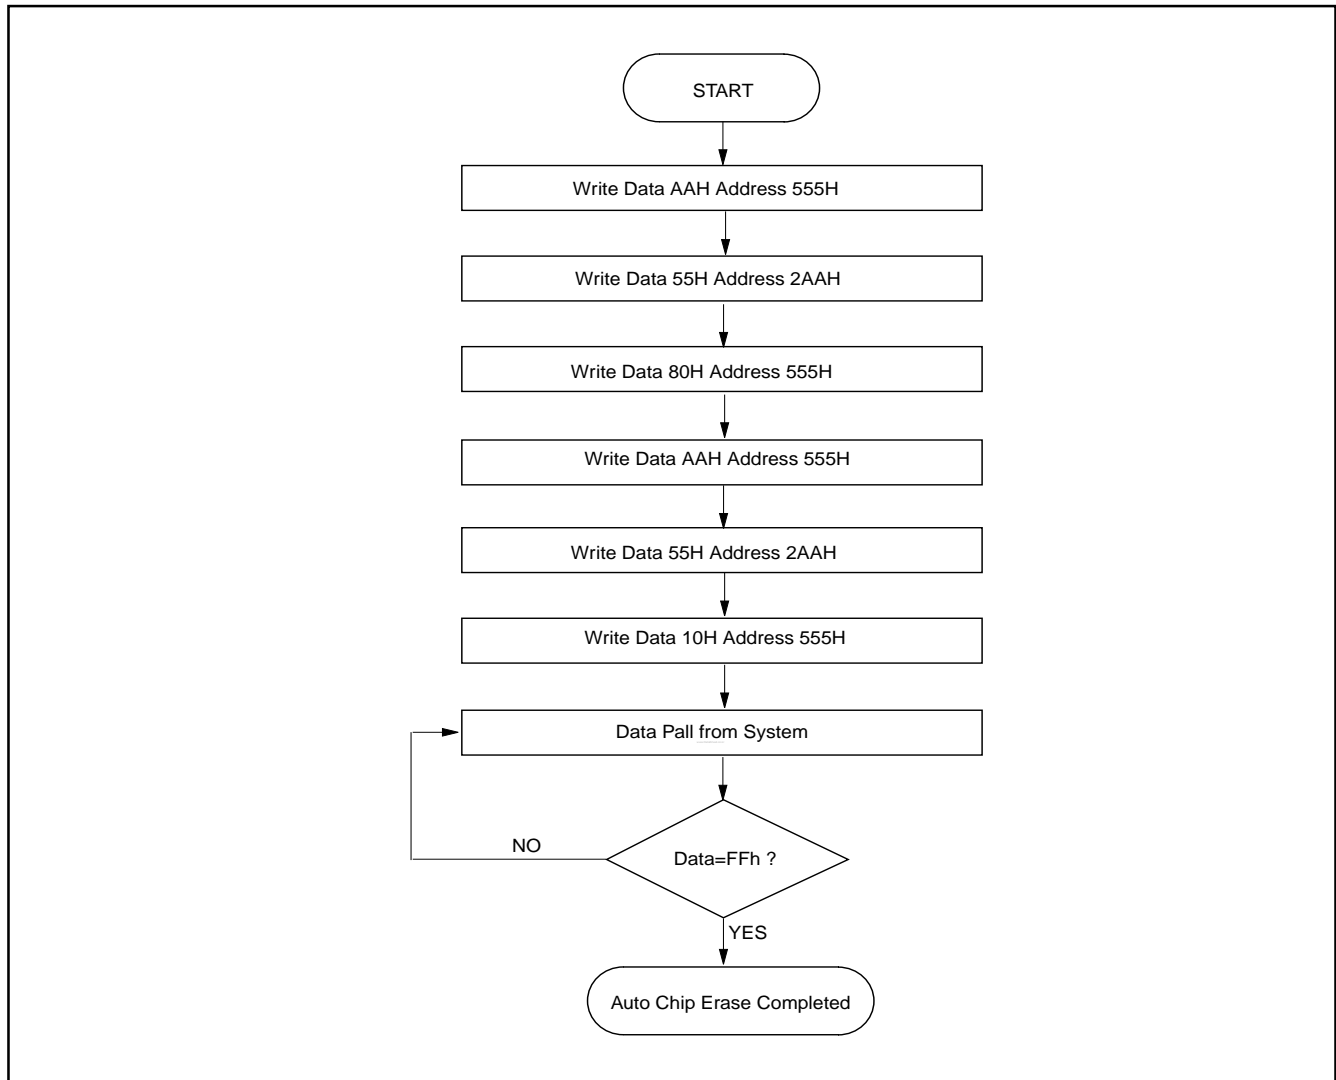 START
Write Data AAH Address 555H
Write Data 55H Address 2AAH
Write Data 80H Address 555H
Write Data AAH Address 555H
Write Data 55H Address 2AAH
Write Data 10H Address 555H
Data Pall from System
Data=FFh ?
NO
YES
Auto Chip Erase Completed